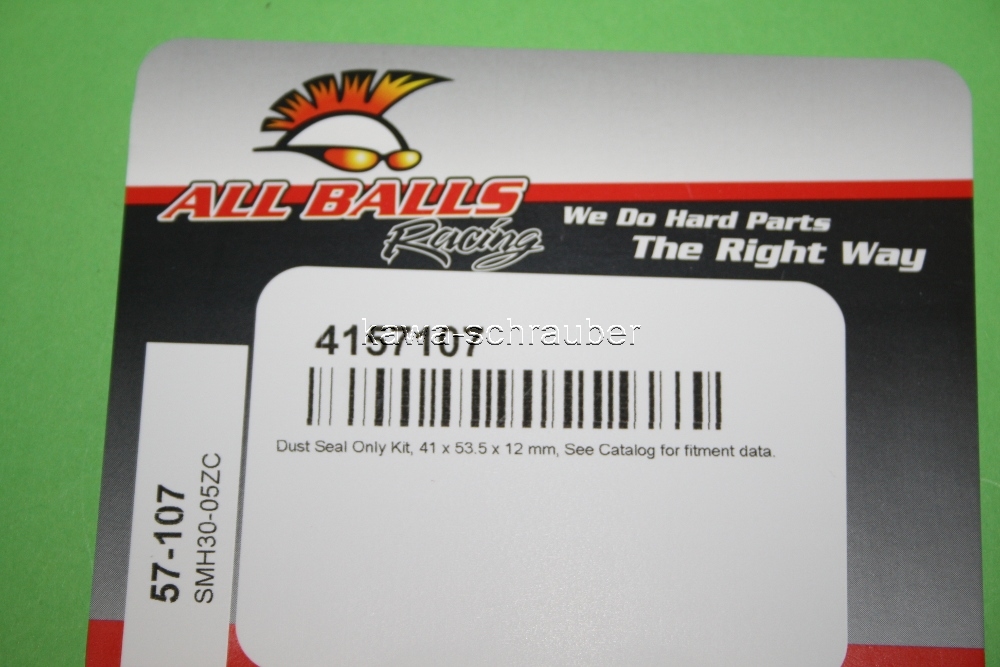 ALL BALLS
Racing
We Do Hard Parts
The Right Way
4157107
kawa-schrauber
Dust Seal Only Kit, 41 x 53.5 x 12 mm, See Catalog for fitment data.
57-107
SMH30-05ZC